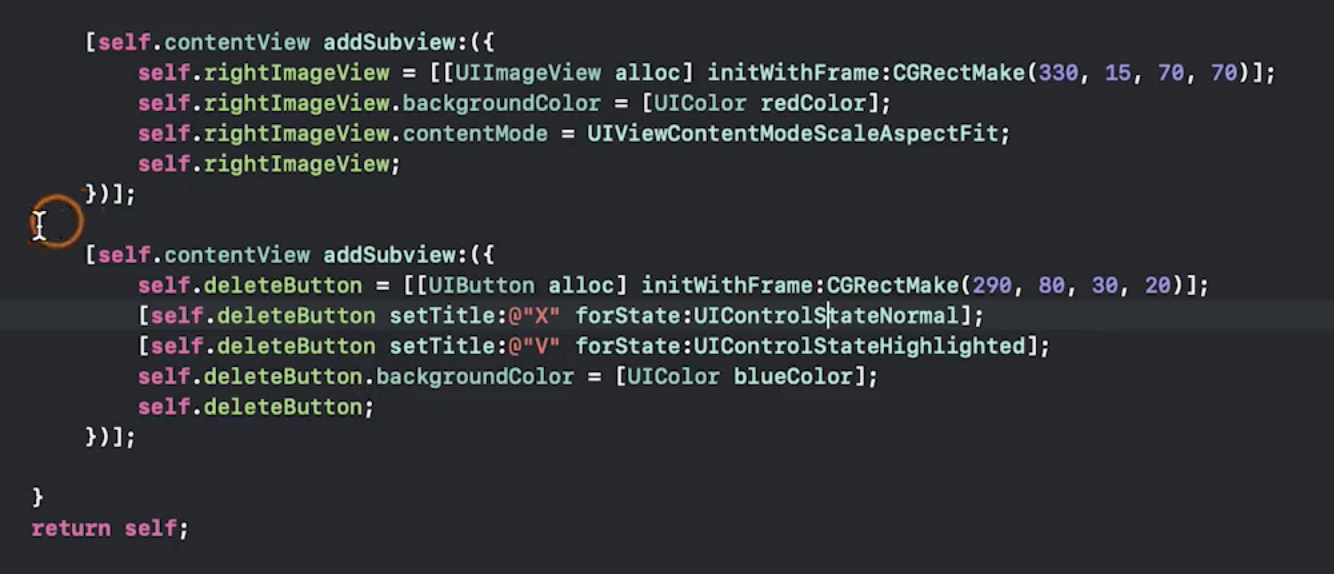 [self.contentView addSubview:({
self.rightImageView = [[UIImageView alloc] initWithFrame:CGRectMake(330, 15, 70, 70)];
self.rightImageView.backgroundColor = [UIColor redColor];
self.rightImageView.contentMode = UIViewContentModeScaleAspectFit;
self.rightImageView;
})];
[self.contentView addSubview:({
self.deleteButton = [[UIButton alloc] initWithFrame:CGRectMake(290, 80, 30, 20)];
[self.deleteButton setTitle:@"X" forState:UIControlStateNormal];
[self.deleteButton setTitle:@"V" forState:UIControlStateHighlighted];
self.deleteButton.backgroundColor = [UIColor blueColor];
self.deleteButton;
})];
}
return self;